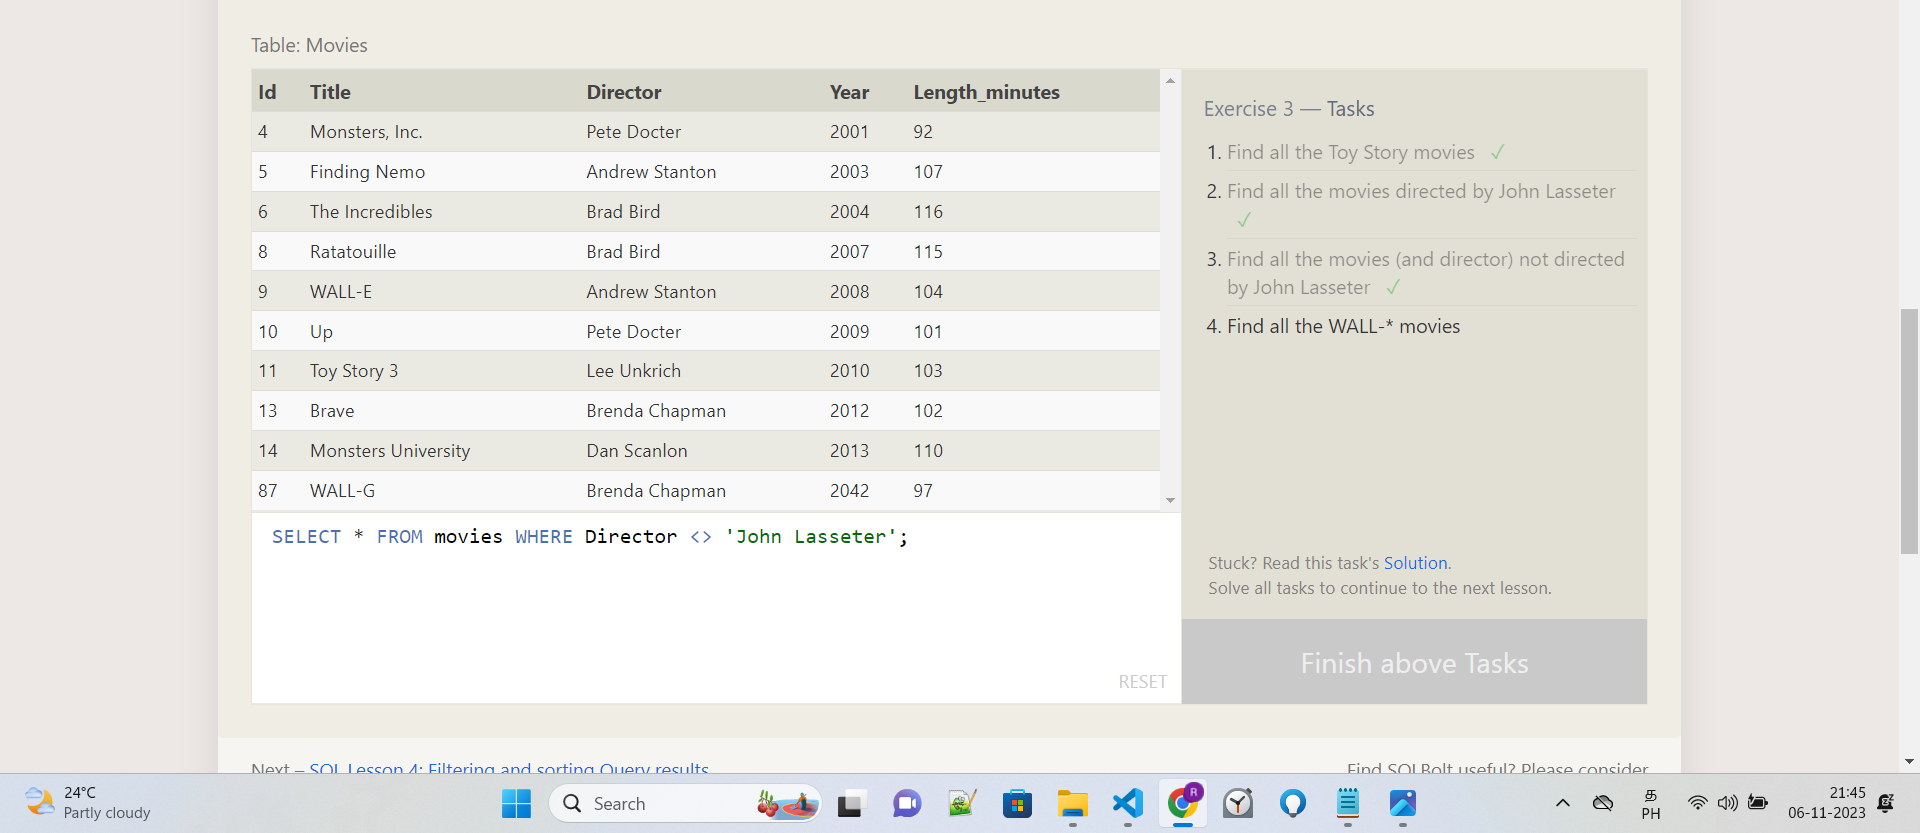 Table: Movies
Id Title Director Year Length_minutes
4 Monsters, Inc. Pete Docter 2001 92
5 Finding Nemo Andrew Stanton 2003 107
6 The Incredibles Brad Bird 2004 116
8 Ratatouille Brad Bird 2007 115
9 WALL-E Andrew Stanton 2008 104
10 Up Pete Docter 2009 101
11 Toy Story 3 Lee Unkrich 2010 103
13 Brave Brenda Chapman 2012 102
14 Monsters University Dan Scanlon 2013 110
87 WALL-G Brenda Chapman 2042 97
SELECT * FROM movies WHERE Director <> 'John Lasseter';
RESET
Exercise 3 — Tasks
1. Find all the Toy Story movies ✓
2. Find all the movies directed by John Lasseter
✓
3. Find all the movies (and director) not directed
by John Lasseter ✓
4. Find all the WALL-* movies
Stuck? Read this task's Solution.
Solve all tasks to continue to the next lesson.
Finish above Tasks
Next – SQL Lesson 4: Filtering and sorting Query results
Find SQLBolt useful? Please consider
24°C
Partly cloudy
Search
R
த
PH
21:45
06-11-2023